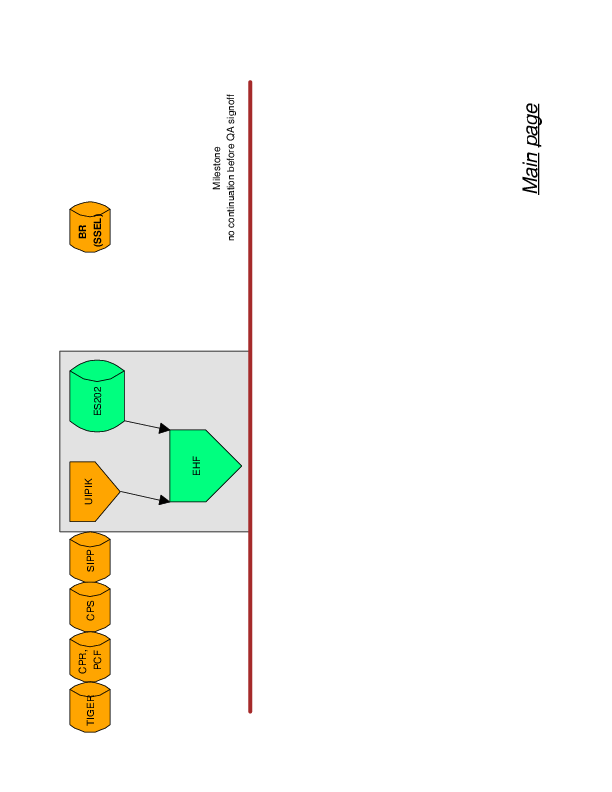 Main page
TIGER
CPR,
PCF
CPS
SIPP
UIPIK
ES202
BR
(SSEL)
EHF
Milestone
no continuation before QA signoff